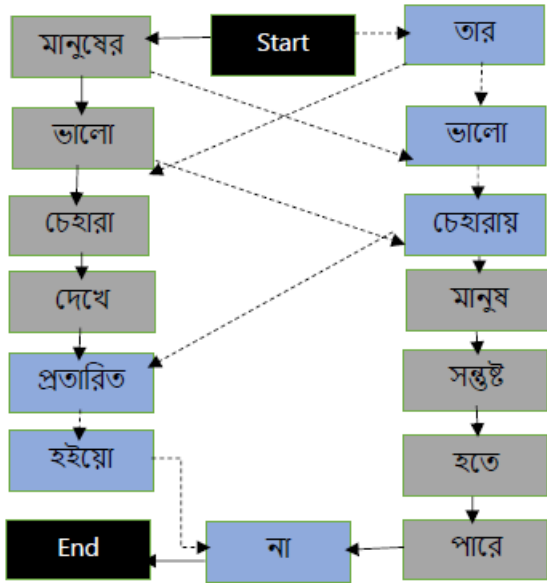 মানুষের
Start
তার
ভালো
ভালো
চেহারা
চেহারায়
দেখে
মানুষ
প্রতারিত
সন্তুষ্ট
হইয়ো
হতে
End
না
পারে